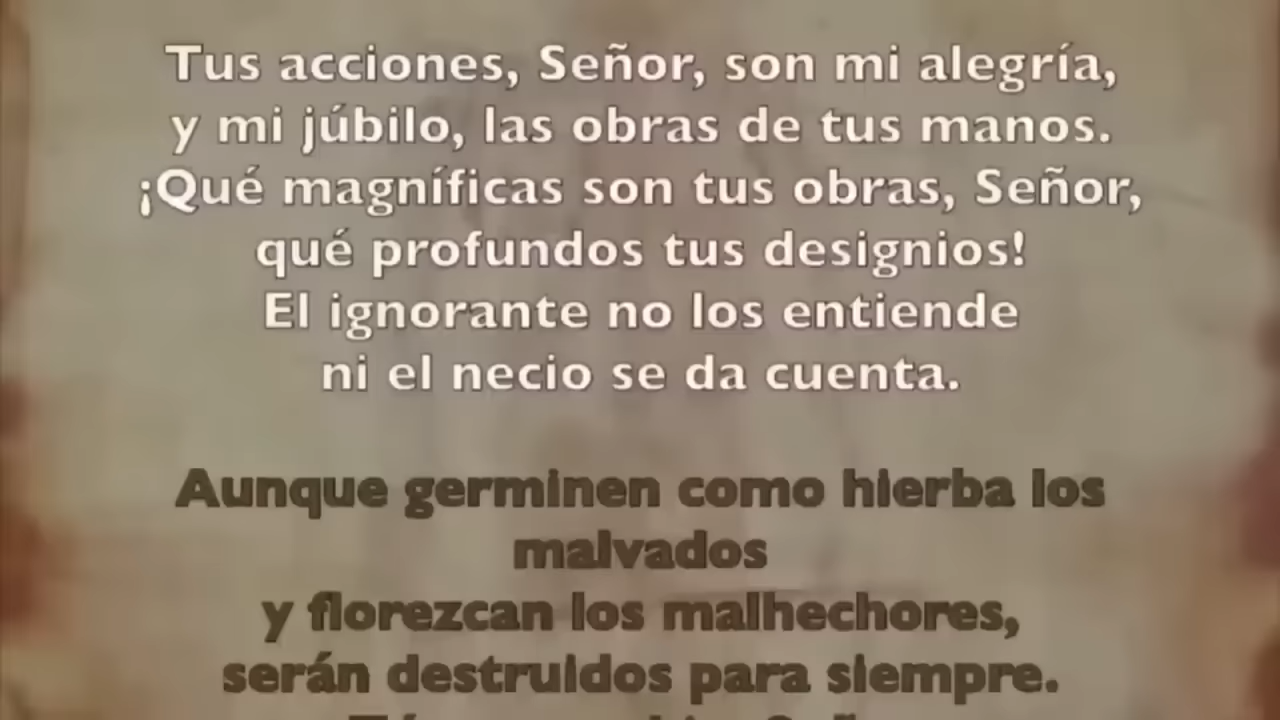 Tus acciones, Señor, son mi alegría,
y mi júbilo, las obras de tus manos.
¡Qué magníficas son tus obras, Señor,
qué profundos tus designios!
El ignorante no los entiende
ni el necio se da cuenta.
Aunque germinen como hierba los
malvados
y florezcan los malhechores,
serán destruidos para siempre.